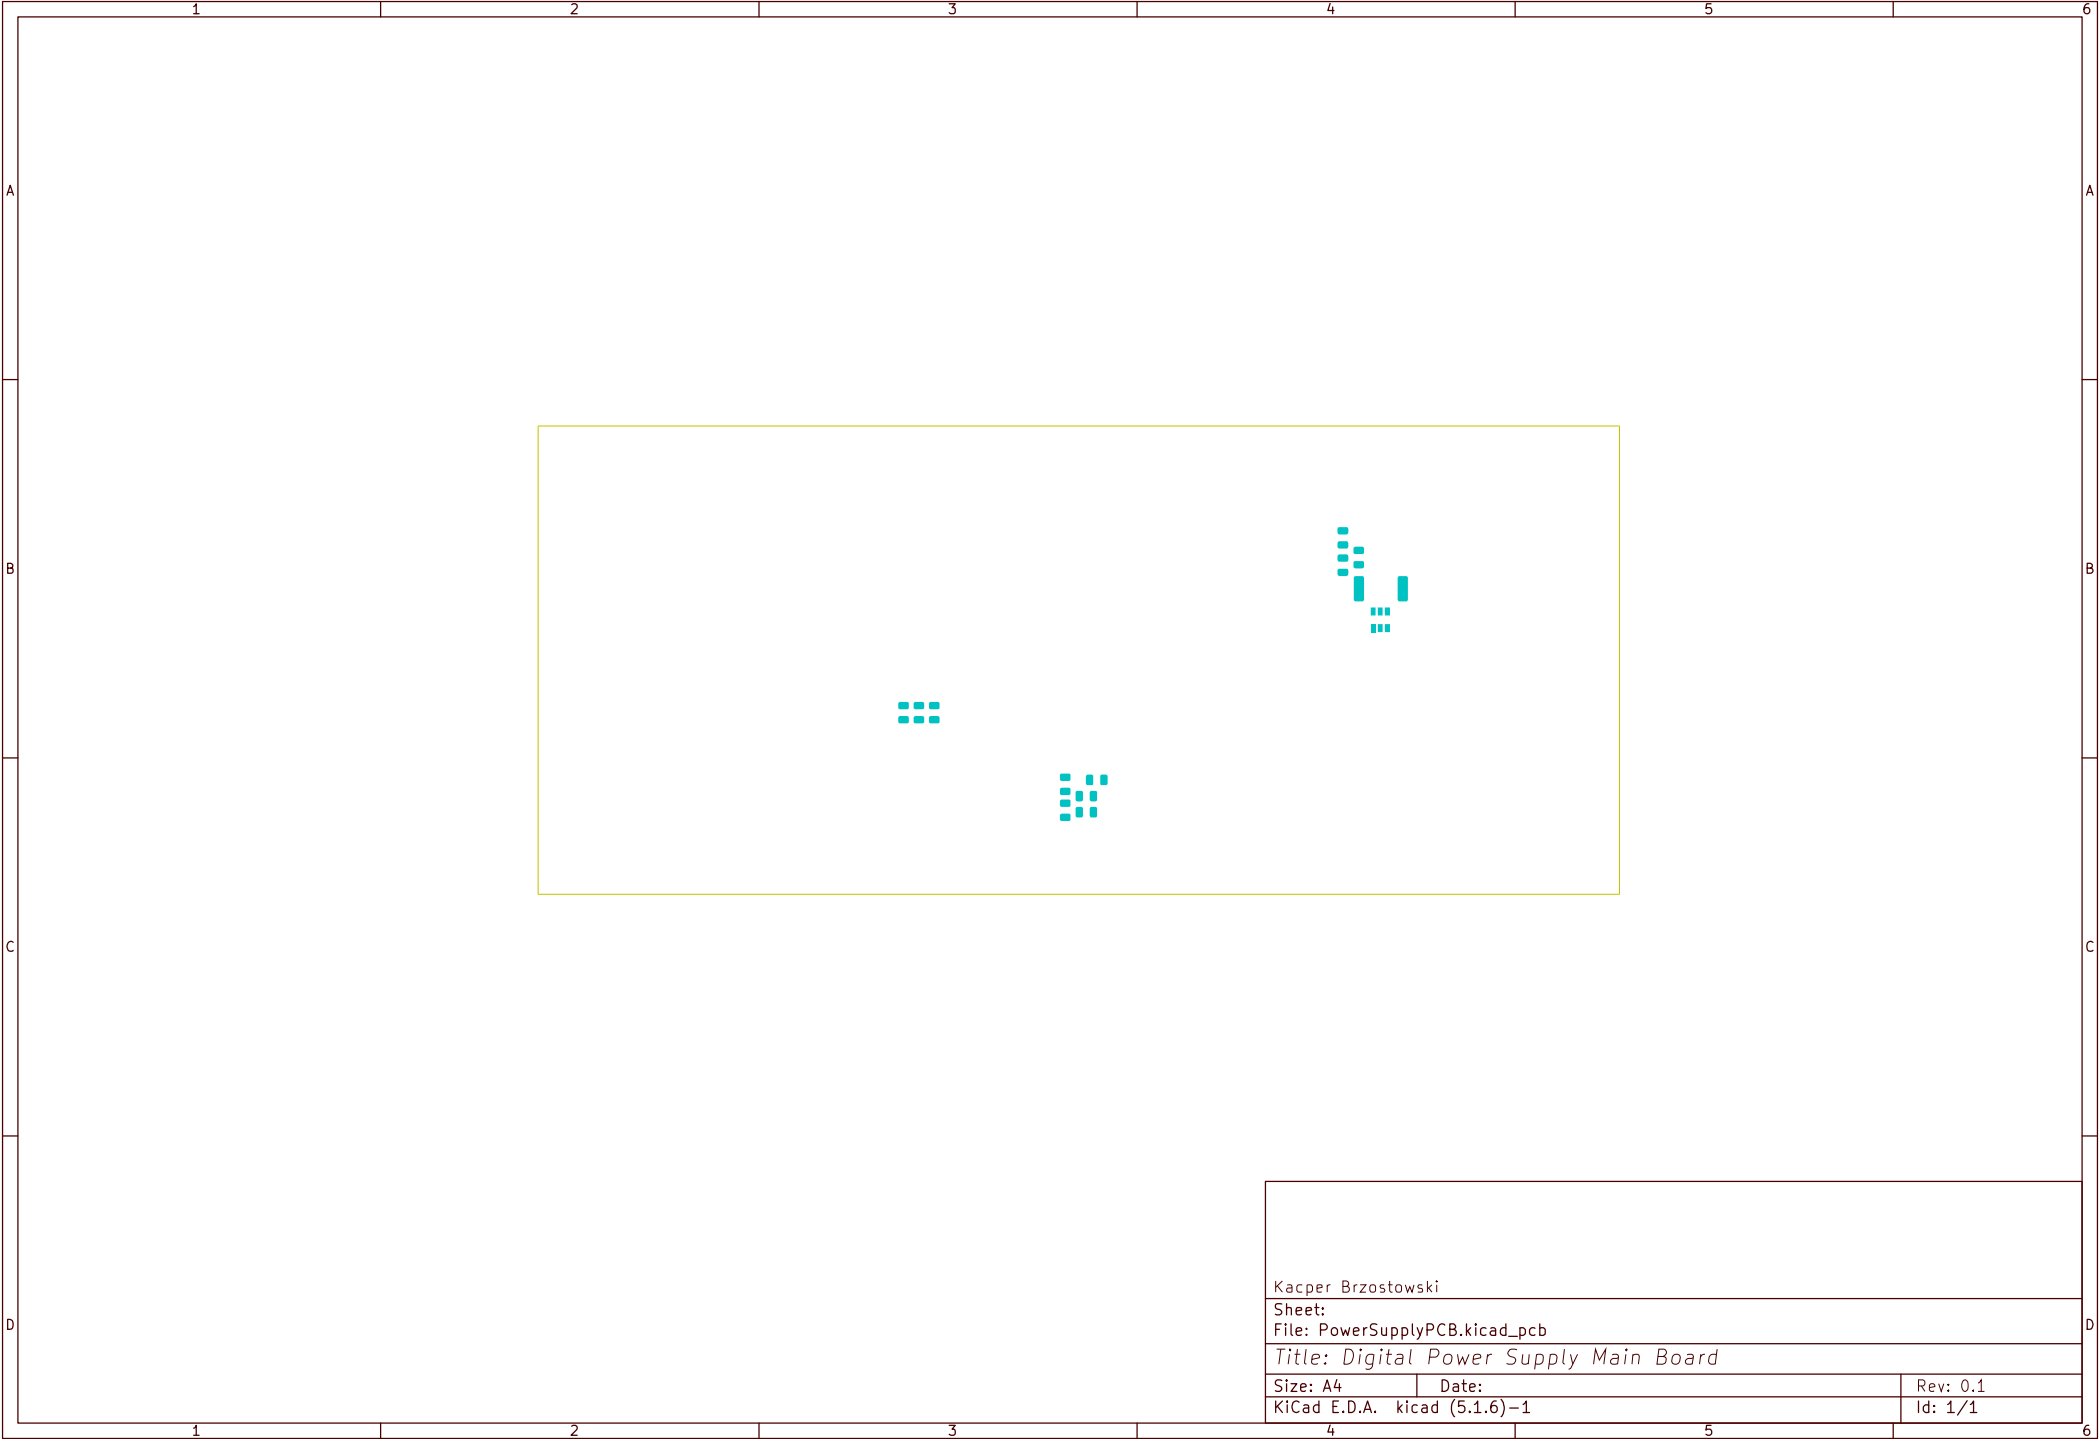 1 2 3 4 5 6
A A
B B
C C
Kacper Brzostowski
Sheet:
D D
File: PowerSupplyPCB.kicad_pcb
Title: Digital Power Supply Main Board
Size: A4 Date: Rev: 0.1
KiCad E.D.A. kicad (5.1.6)-1 Id: 1/1
1 2 3 4 5 6